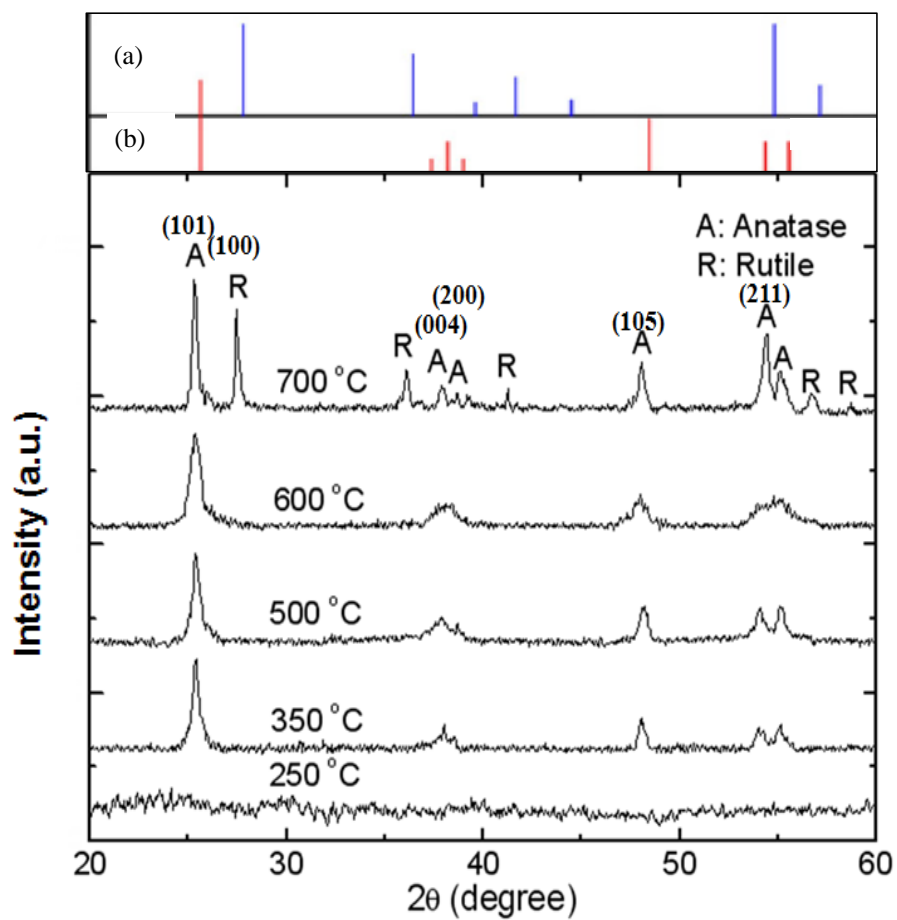 (a)
(b)
(101)
A
(100)
R
A: Anatase
R: Rutile
(200)
(004)
(105)
(211)
R
A
A
R
A
A
A
R
R
700 °C
600 °C
500 °C
350 °C
250 °C
Intensity (a.u.)
20
30
40
50
60
2θ (degree)